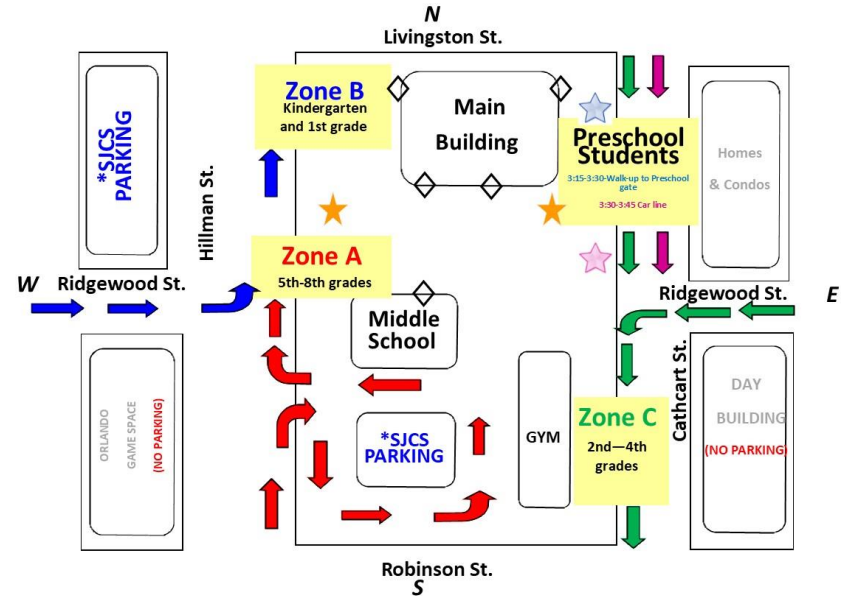 N
Livingston St.
*SJCS
PARKING
Hillman St.
Zone B
Kindergarten
and 1st grade
Main
Building
Preschool
Students
3:15-3:30-Walk-up to Preschool
gate
3:30-3:45 Car line
Homes
& Condos
W
Ridgewood St.
Zone A
5th-8th grades
Ridgewood St.
E
Middle
School
ORLANDO
GAME SPACE
(NO PARKING)
*SJCS
PARKING
GYM
Zone C
2nd—4th
grades
Cathcart St.
DAY
BUILDING
(NO PARKING)
Robinson St.
S